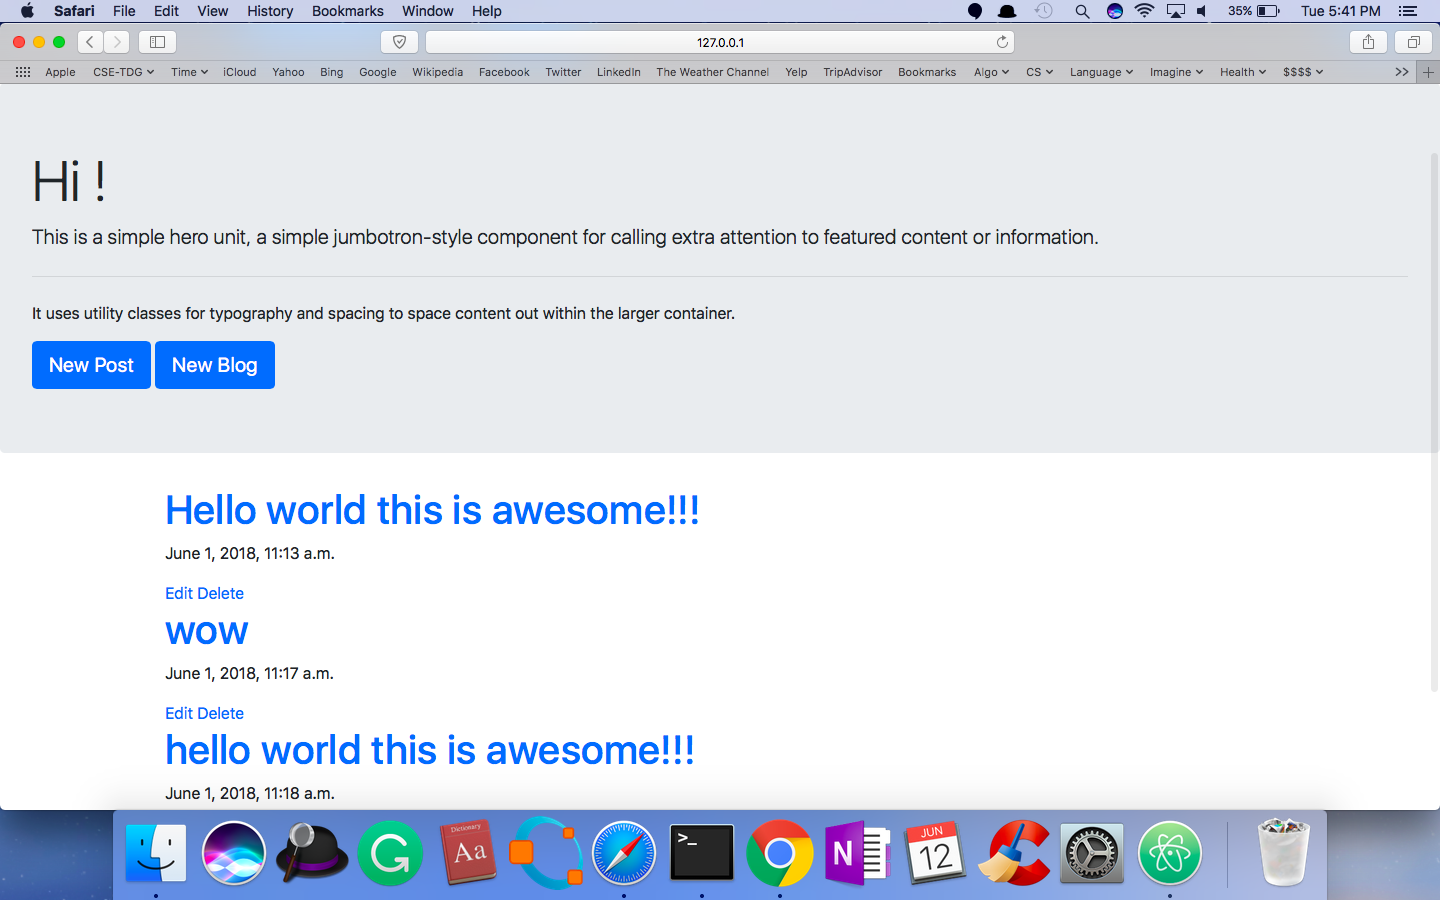 Safari File Edit View History Bookmarks Window Help 35% Tue 5:41 PM
127.0.0.1
Apple CSE-TDG Time iCloud Yahoo Bing Google Wikipedia Facebook Twitter LinkedIn The Weather Channel Yelp TripAdvisor Bookmarks Algo CS Language Imagine Health $$$$ >> +
Hi !
This is a simple hero unit, a simple jumbotron-style component for calling extra attention to featured content or information.
It uses utility classes for typography and spacing to space content out within the larger container.
New Post New Blog
Hello world this is awesome!!!
June 1, 2018, 11:13 a.m.
Edit Delete
wow
June 1, 2018, 11:17 a.m.
Edit Delete
hello world this is awesome!!!
June 1, 2018, 11:18 a.m.
Dictionary
Aa
>_
N
JUN
12